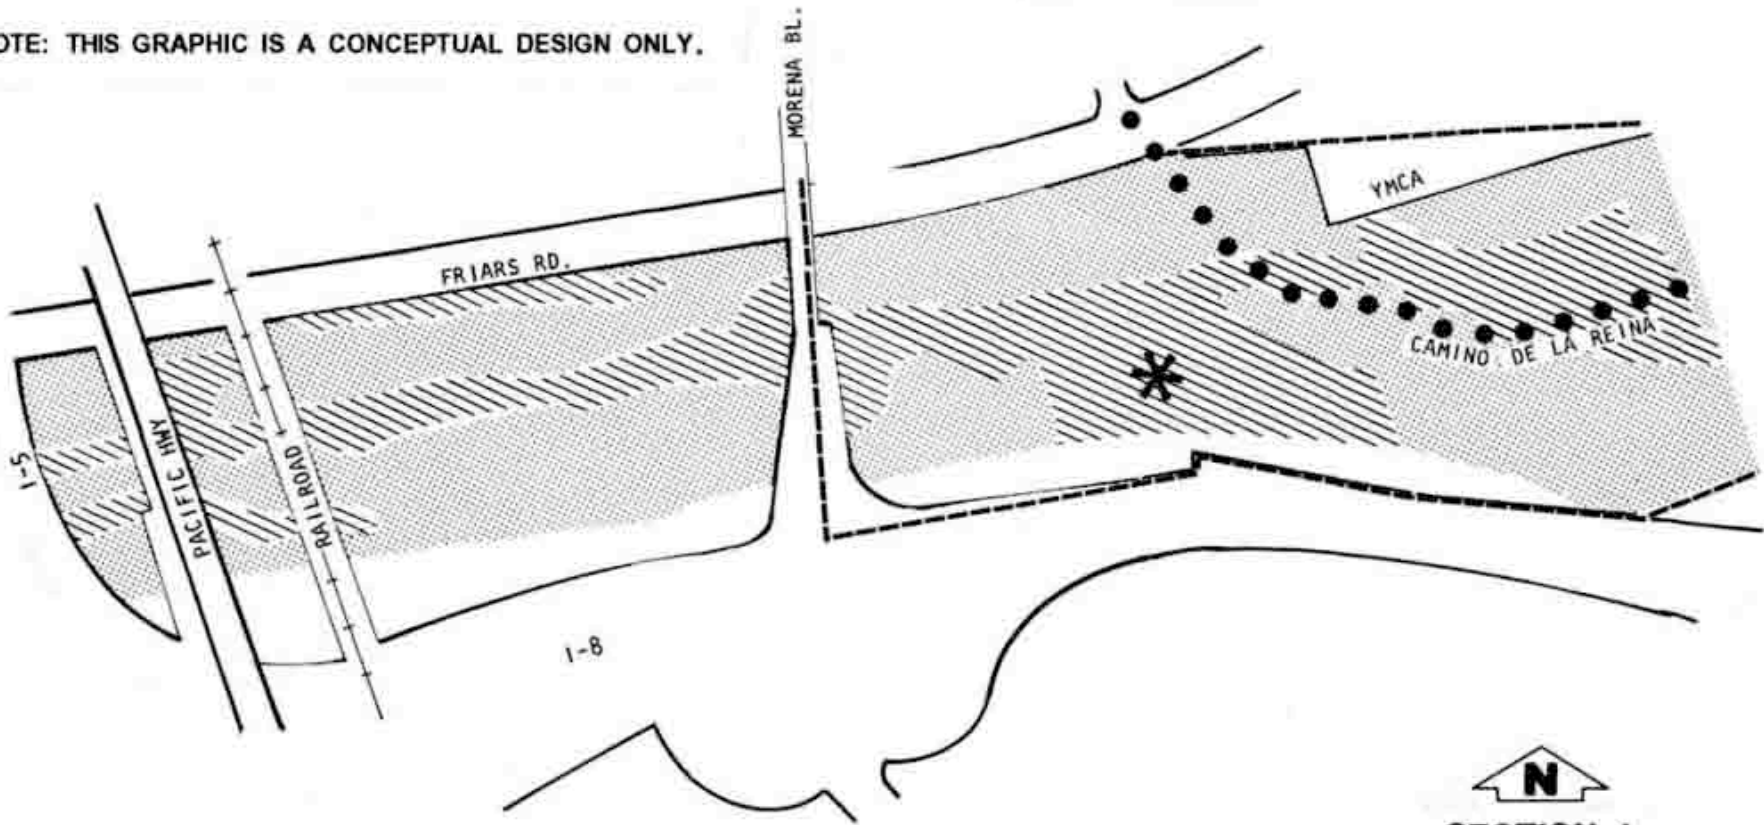 OTE: THIS GRAPHIC IS A CONCEPTUAL DESIGN ONLY.
MORENA BL.
YMCA
FRIARS RD.
CAMINO DE LA REINA
I-5
PACIFIC HWY
RAILROAD
I-8
N